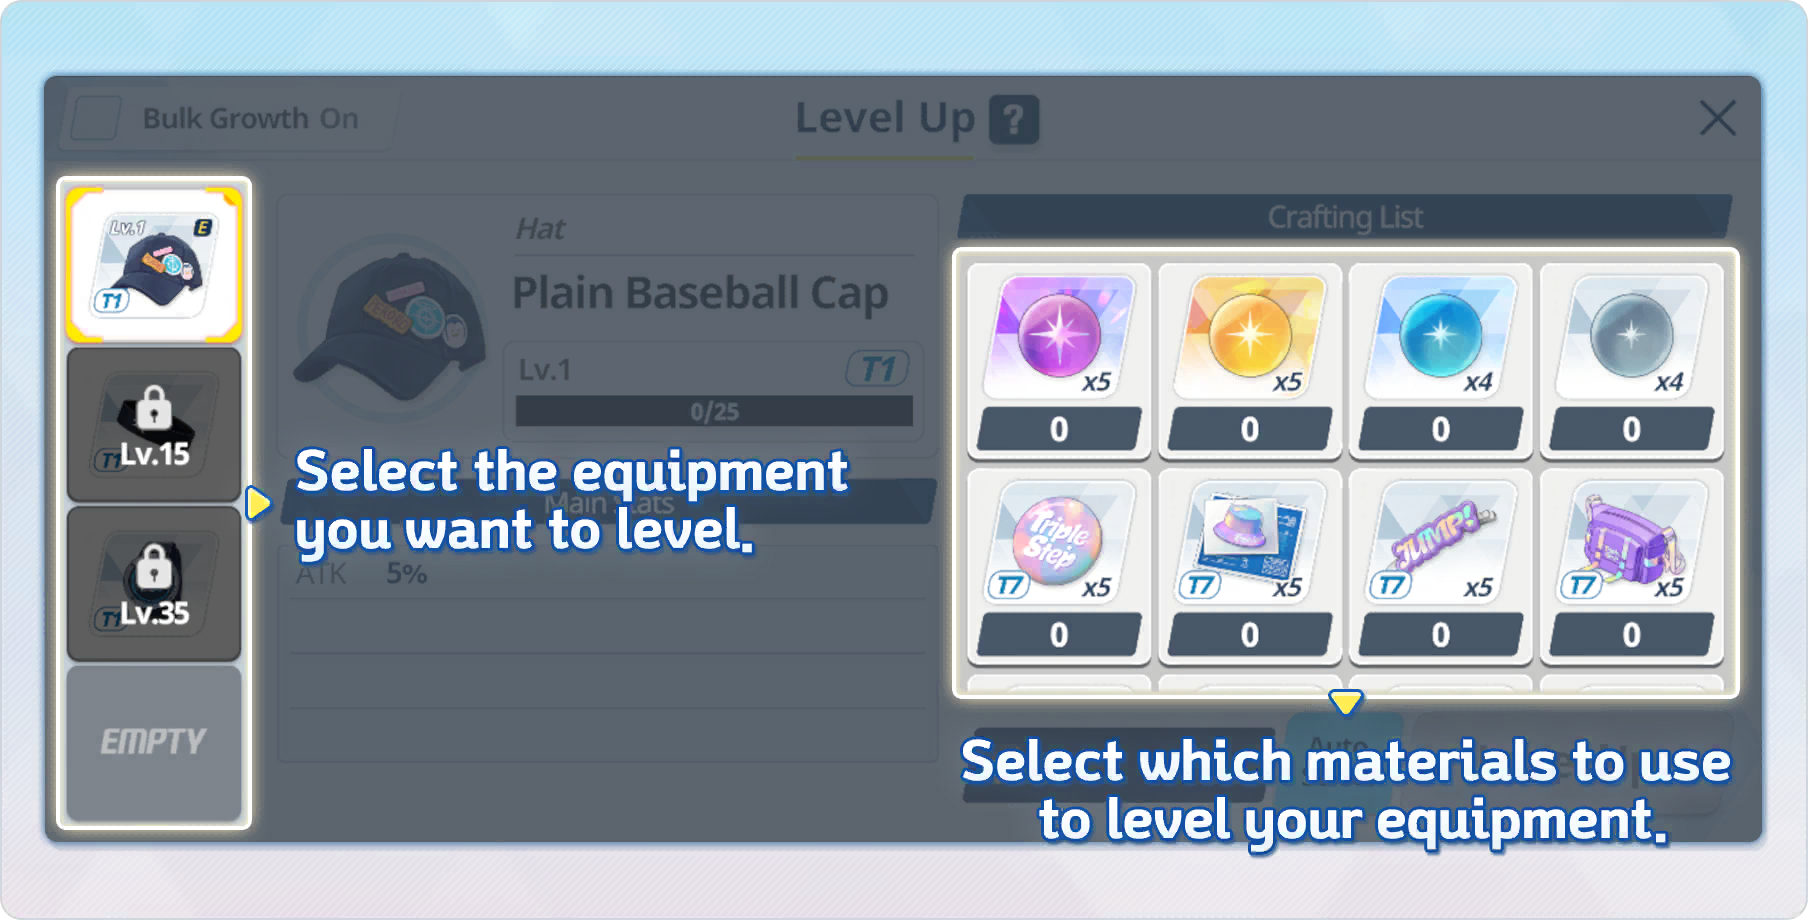 Bulk Growth On
Level Up ?
Lv.1 E
T1
Lv.15
T1
Lv.35
T1
EMPTY
Hat
Plain Baseball Cap
Lv.1 T1
0/25
Main Stats
ATK 5%
Select the equipment
you want to level.
Crafting List
x5 x5 x4 x4
0 0 0 0
Triple
Step
JUMP!
T7 x5 T7 x5 T7 x5 T7 x5
0 0 0 0
Auto
Select which materials to use
to level your equipment.